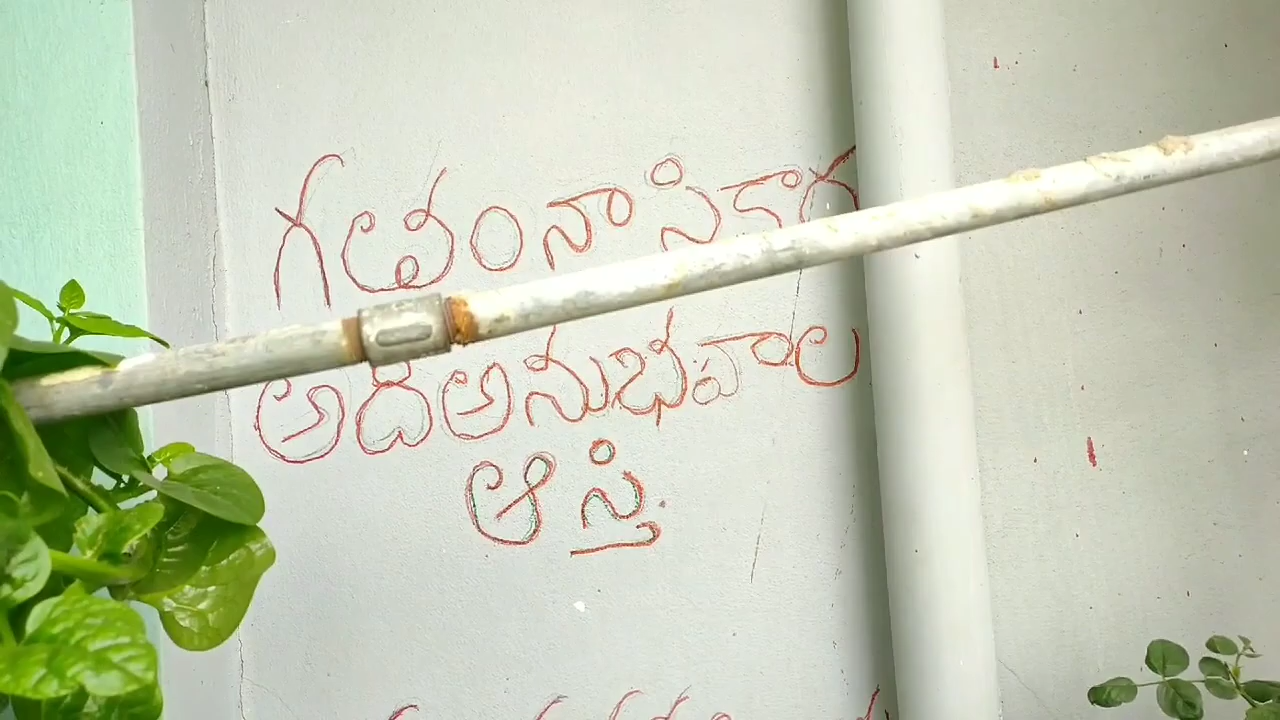 గతం నాస్తి కాదు
అది అనుభవాల
ఆస్తి